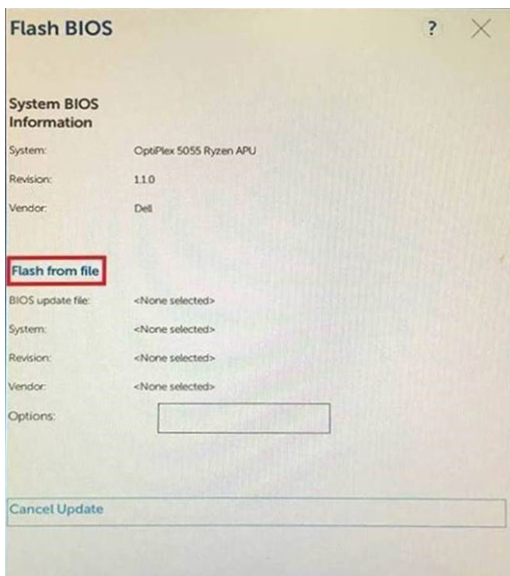 Flash BIOS ?
System BIOS
Information
System: OptiPlex 5055 Ryzen APU
Revision: 1.1.0
Vendor: Dell
Flash from file
BIOS update file: <None selected>
System: <None selected>
Revision: <None selected>
Vendor: <None selected>
Options:
Cancel Update